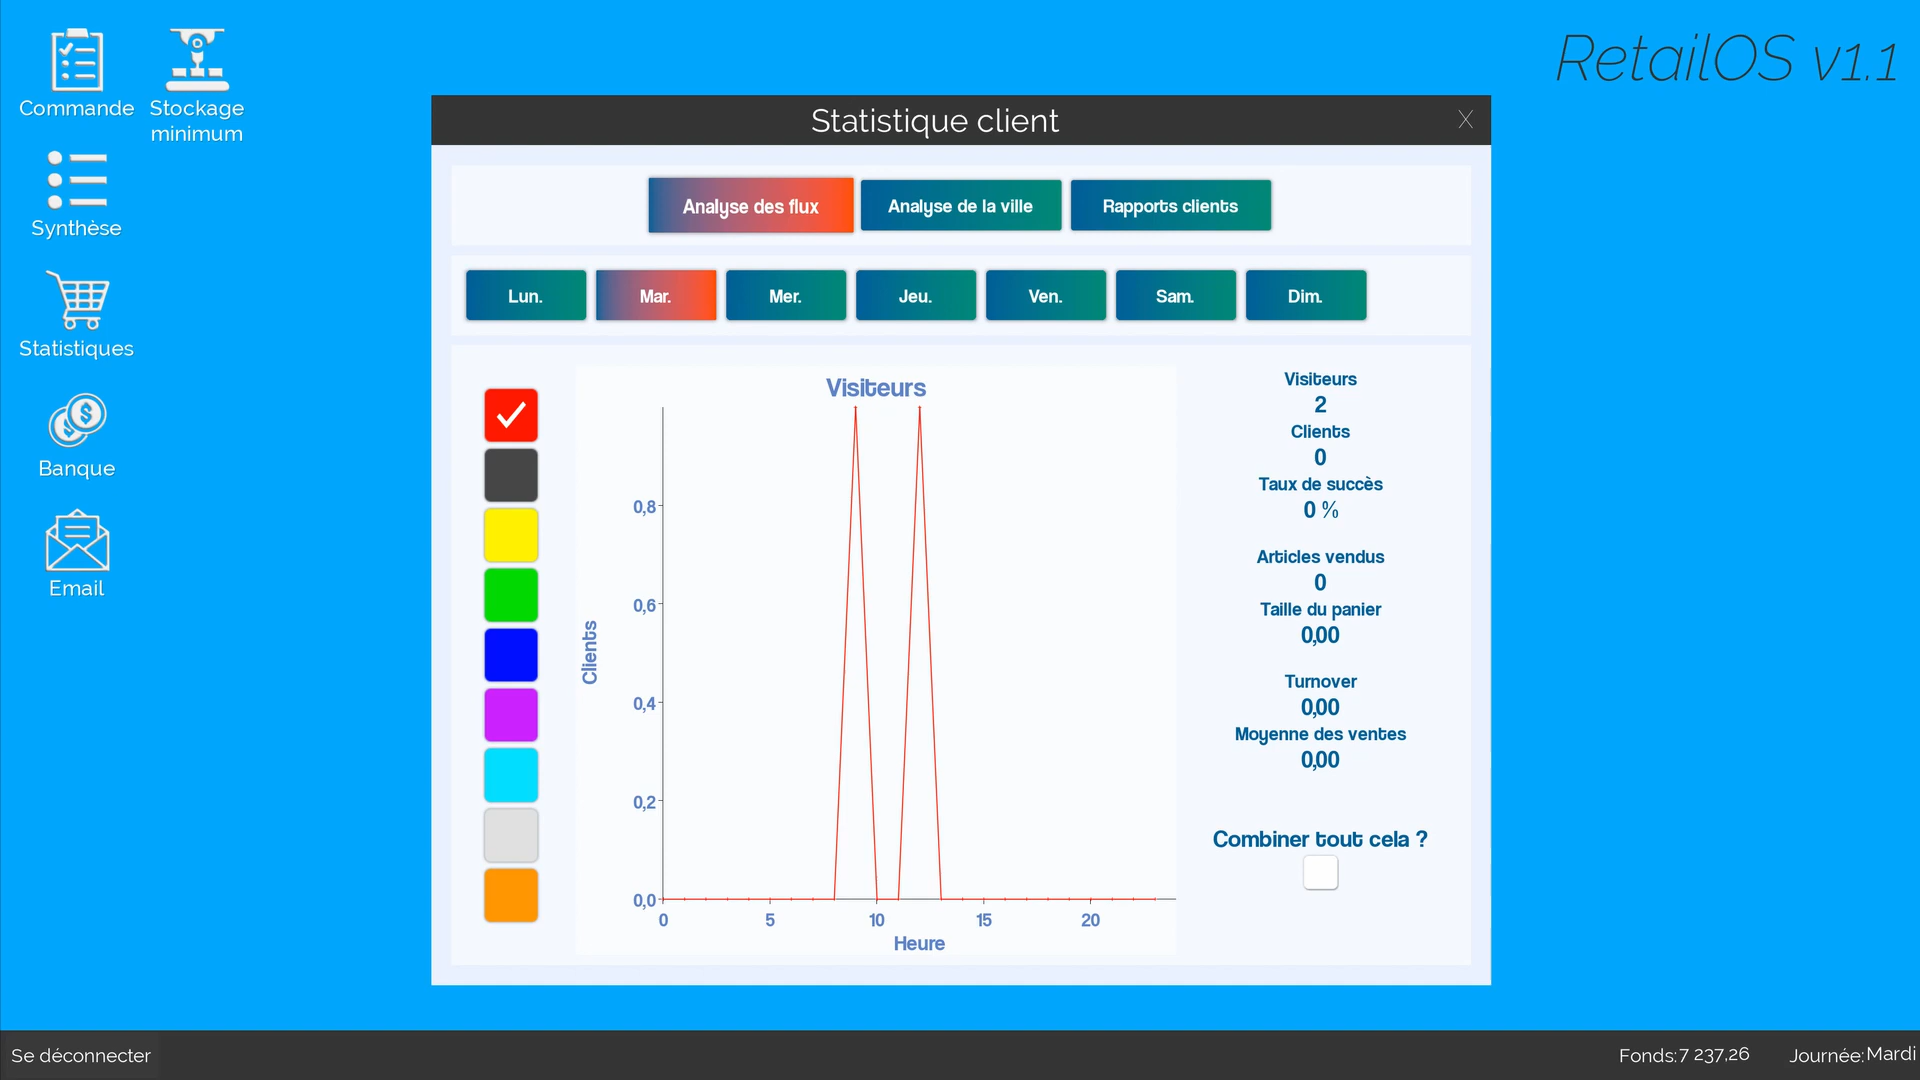 Commande
Stockage
minimum
Synthèse
Statistiques
Banque
Email
RetailOS v1.1
Statistique client
X
Analyse des flux
Analyse de la ville
Rapports clients
Lun.
Mar.
Mer.
Jeu.
Ven.
Sam.
Dim.
Visiteurs
Clients
0,8
0,6
0,4
0,2
0,0
0 5 10 15 20
Heure
Visiteurs
2
Clients
0
Taux de succès
0 %
Articles vendus
0
Taille du panier
0,00
Turnover
0,00
Moyenne des ventes
0,00
Combiner tout cela ?
Se déconnecter
Fonds: 7 237,26
Journée: Mardi